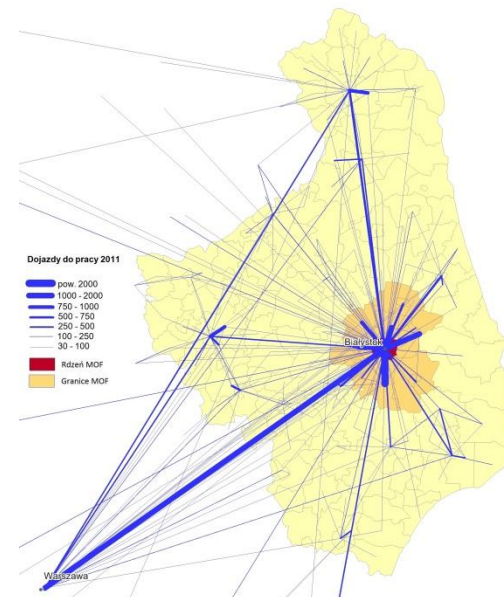 Dojazdy do pracy 2011
pow. 2000
1000 - 2000
750 - 1000
500 - 750
250 - 500
100 - 250
30 - 100
Rdzeń MOF
Granice MOF
Białystok
Warszawa